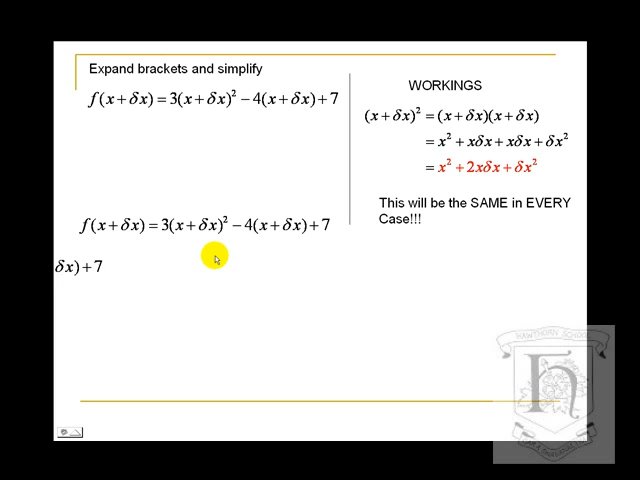 Expand brackets and simplify
f(x + δx) = 3(x + δx)² − 4(x + δx) + 7
WORKINGS
(x + δx)² = (x + δx)(x + δx)
= x² + xδx + xδx + δx²
= x² + 2xδx + δx²
This will be the SAME in EVERY
Case!!!
f(x + δx) = 3(x + δx)² − 4(x + δx) + 7
δx) + 7
HAWTHORN SCHOOL